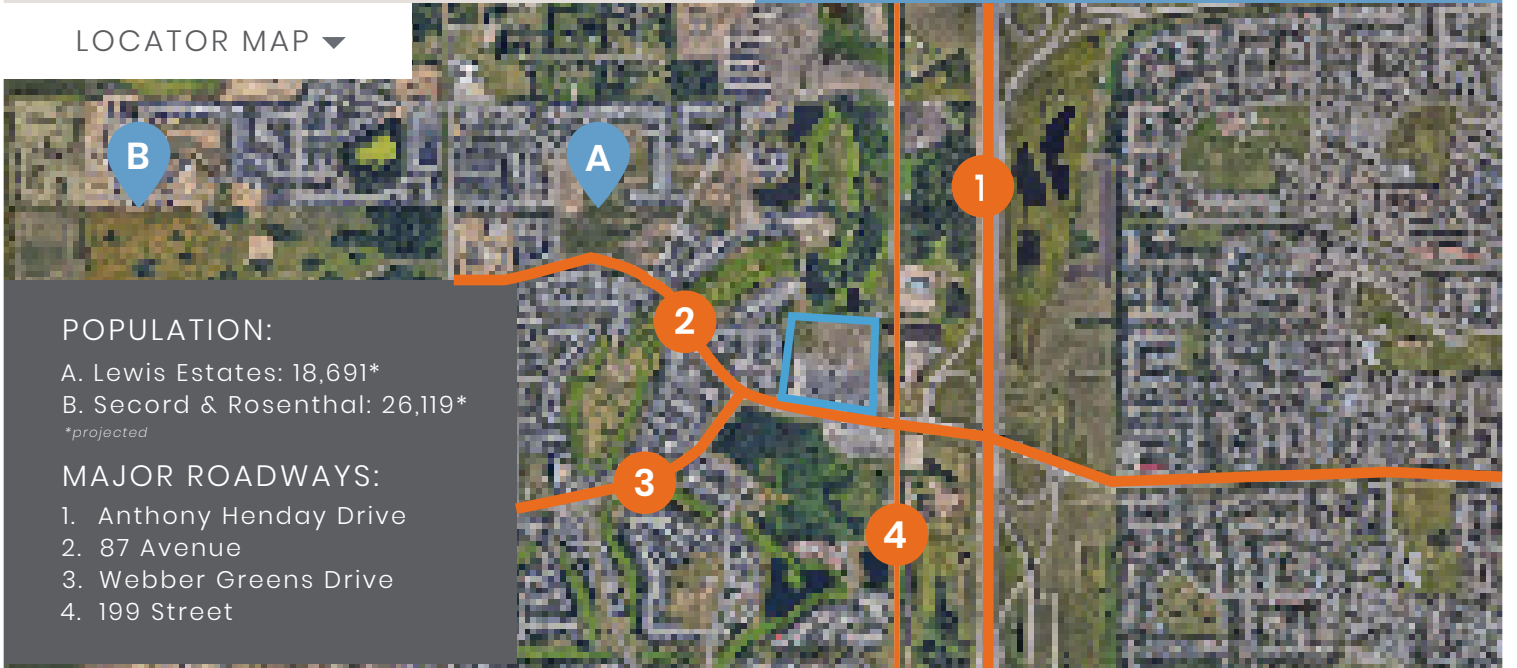 LOCATOR MAP
B
A
1
2
3
4
POPULATION:
A. Lewis Estates: 18,691*
B. Secord & Rosenthal: 26,119*
*projected
MAJOR ROADWAYS:
1. Anthony Henday Drive
2. 87 Avenue
3. Webber Greens Drive
4. 199 Street